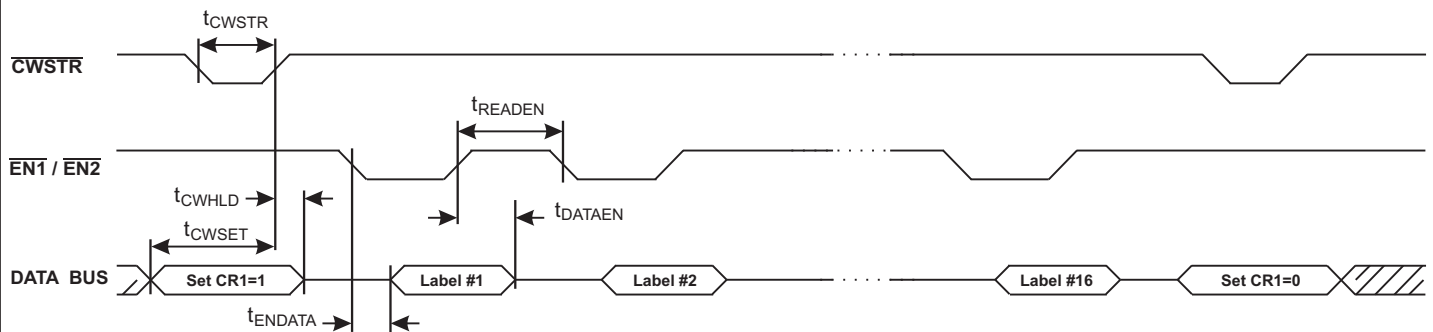 tCWSTR
CWSTR
tREADEN
EN1 / EN2
tCWHLD
tDATAEN
tCWSET
DATA BUS
Set CR1=1
Label #1
Label #2
Label #16
Set CR1=0
tENDATA